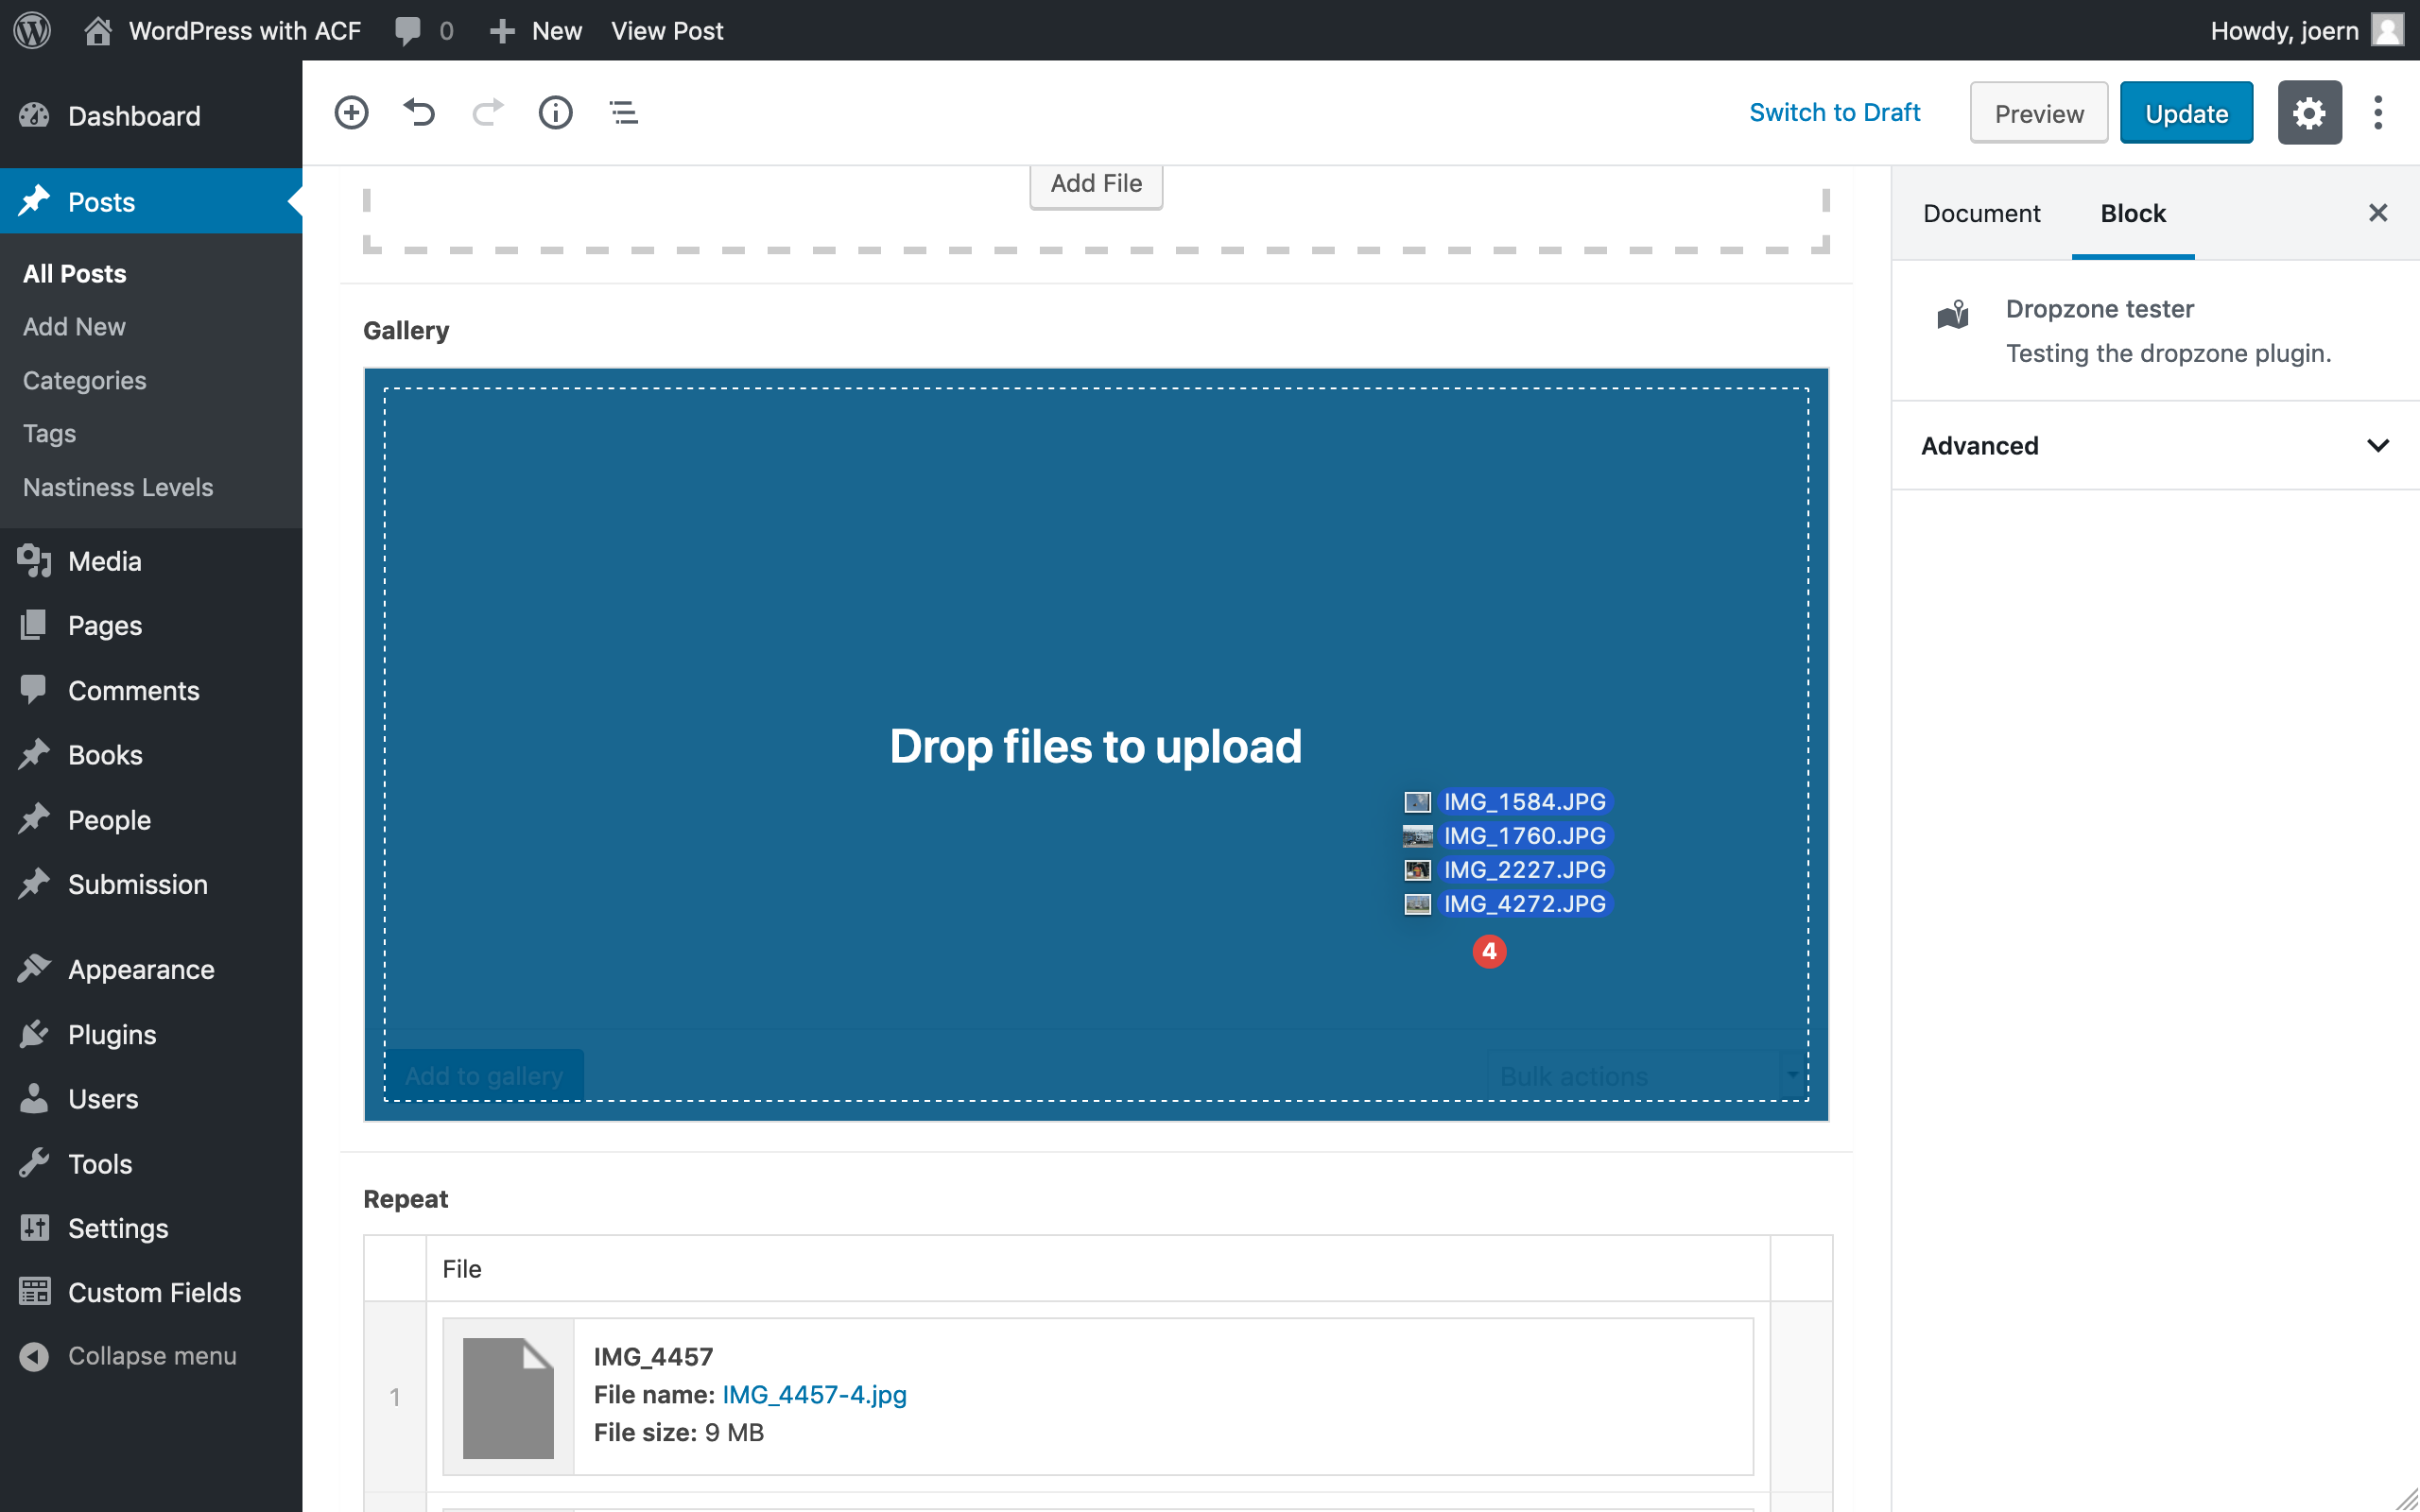 WordPress with ACF 0 New View Post Howdy, joern
Dashboard
Posts
All Posts
Add New
Categories
Tags
Nastiness Levels
Media
Pages
Comments
Books
People
Submission
Appearance
Plugins
Users
Tools
Settings
Custom Fields
Collapse menu
Switch to Draft Preview Update
Add File
Gallery
Drop files to upload
IMG_1584.JPG
IMG_1760.JPG
IMG_2227.JPG
IMG_4272.JPG
4
Add to gallery Bulk actions
Repeat
File
1
IMG_4457
File name: IMG_4457-4.jpg
File size: 9 MB
Document Block
Dropzone tester
Testing the dropzone plugin.
Advanced